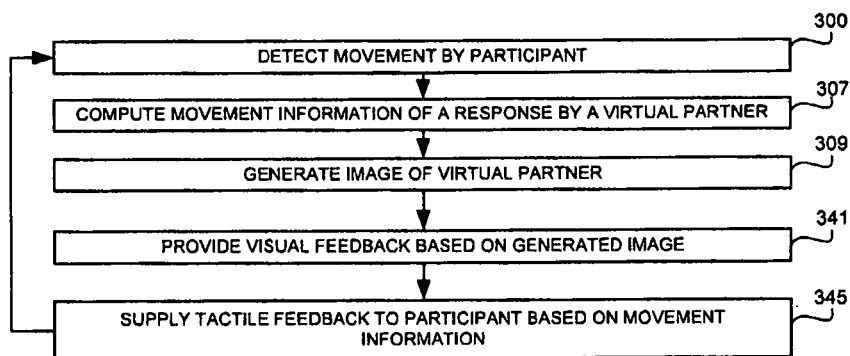 300
DETECT MOVEMENT BY PARTICIPANT
307
COMPUTE MOVEMENT INFORMATION OF A RESPONSE BY A VIRTUAL PARTNER
309
GENERATE IMAGE OF VIRTUAL PARTNER
341
PROVIDE VISUAL FEEDBACK BASED ON GENERATED IMAGE
345
SUPPLY TACTILE FEEDBACK TO PARTICIPANT BASED ON MOVEMENT
INFORMATION